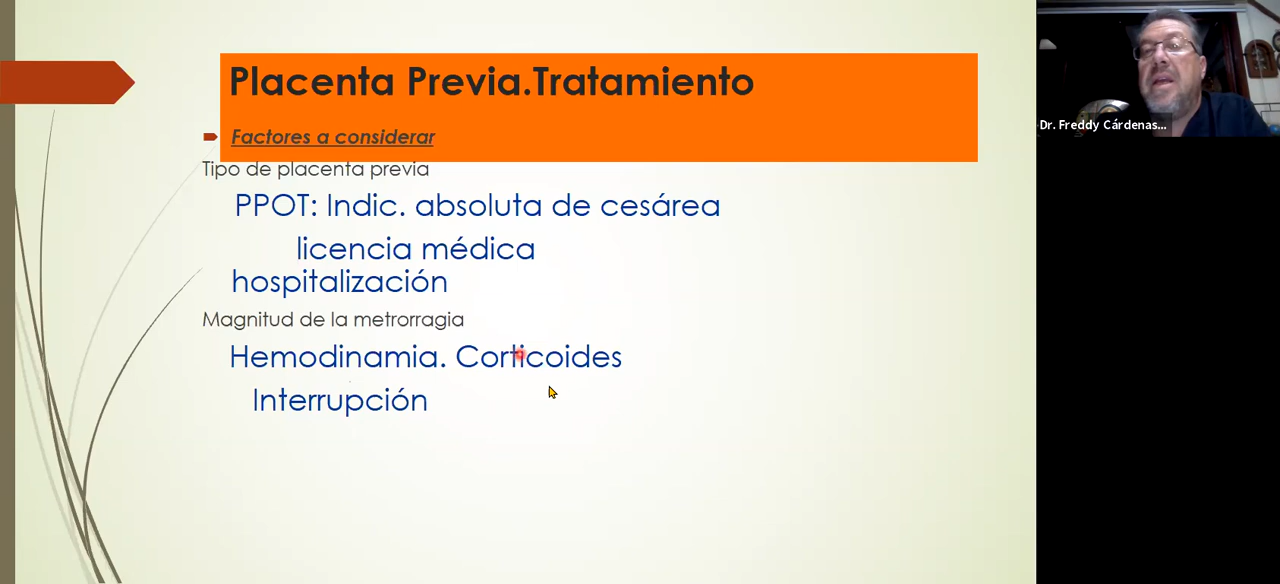 Placenta Previa.Tratamiento
Factores a considerar
Tipo de placenta previa
PPOT: Indic. absoluta de cesárea
licencia médica
hospitalización
Magnitud de la metrorragia
Hemodinamia. Corticoides
Interrupción
Dr. Freddy Cárdenas...